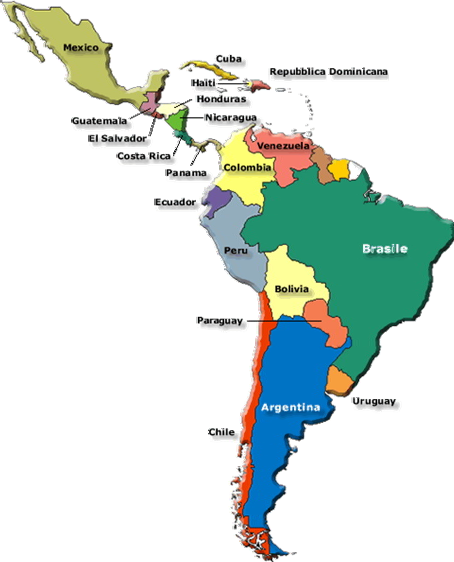 Mexico
Cuba
Repubblica Dominicana
Haiti
Honduras
Guatemala
Nicaragua
El Salvador
Costa Rica
Panama
Venezuela
Colombia
Ecuador
Peru
Brasile
Bolivia
Paraguay
Uruguay
Argentina
Chile